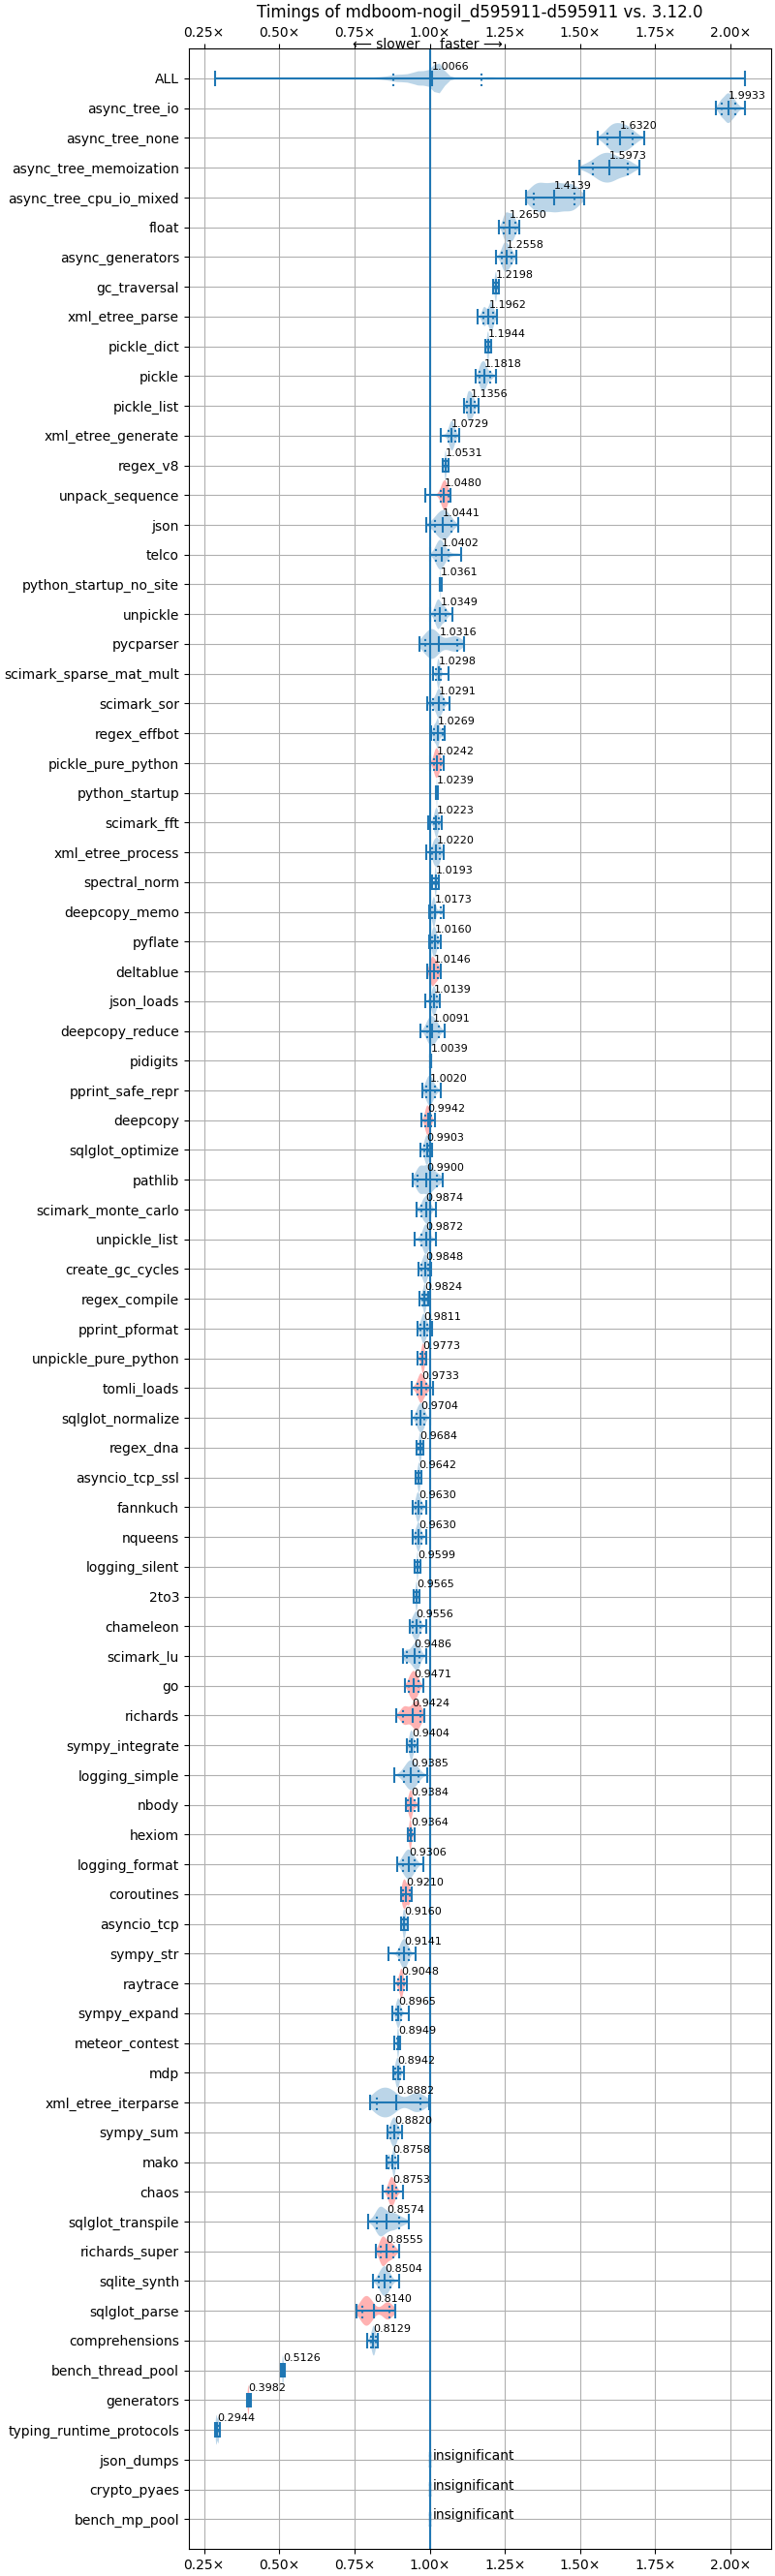 Timings of mdboom-nogil_d595911-d595911 vs. 3.12.0
0.25× 0.50× 0.75× 1.00× 1.25× 1.50× 1.75× 2.00×
⟵ slower faster ⟶
ALL 1.0066
async_tree_io 1.9933
async_tree_none 1.6320
async_tree_memoization 1.5973
async_tree_cpu_io_mixed 1.4139
float 1.2650
async_generators 1.2558
gc_traversal 1.2198
xml_etree_parse 1.1962
pickle_dict 1.1944
pickle 1.1818
pickle_list 1.1356
xml_etree_generate 1.0729
regex_v8 1.0531
unpack_sequence 1.0480
json 1.0441
telco 1.0402
python_startup_no_site 1.0361
unpickle 1.0349
pycparser 1.0316
scimark_sparse_mat_mult 1.0298
scimark_sor 1.0291
regex_effbot 1.0269
pickle_pure_python 1.0242
python_startup 1.0239
scimark_fft 1.0223
xml_etree_process 1.0220
spectral_norm 1.0193
deepcopy_memo 1.0173
pyflate 1.0160
deltablue 1.0146
json_loads 1.0139
deepcopy_reduce 1.0091
pidigits 1.0039
pprint_safe_repr 1.0020
deepcopy 0.9942
sqlglot_optimize 0.9903
pathlib 0.9900
scimark_monte_carlo 0.9874
unpickle_list 0.9872
create_gc_cycles 0.9848
regex_compile 0.9824
pprint_pformat 0.9811
unpickle_pure_python 0.9773
tomli_loads 0.9733
sqlglot_normalize 0.9704
regex_dna 0.9684
asyncio_tcp_ssl 0.9642
fannkuch 0.9630
nqueens 0.9630
logging_silent 0.9599
2to3 0.9565
chameleon 0.9556
scimark_lu 0.9486
go 0.9471
richards 0.9424
sympy_integrate 0.9404
logging_simple 0.9385
nbody 0.9384
hexiom 0.9364
logging_format 0.9306
coroutines 0.9210
asyncio_tcp 0.9160
sympy_str 0.9141
raytrace 0.9048
sympy_expand 0.8965
meteor_contest 0.8949
mdp 0.8942
xml_etree_iterparse 0.8882
sympy_sum 0.8820
mako 0.8758
chaos 0.8753
sqlglot_transpile 0.8574
richards_super 0.8555
sqlite_synth 0.8504
sqlglot_parse 0.8140
comprehensions 0.8129
bench_thread_pool 0.5126
generators 0.3982
typing_runtime_protocols 0.2944
json_dumps insignificant
crypto_pyaes insignificant
bench_mp_pool insignificant
0.25× 0.50× 0.75× 1.00× 1.25× 1.50× 1.75× 2.00×